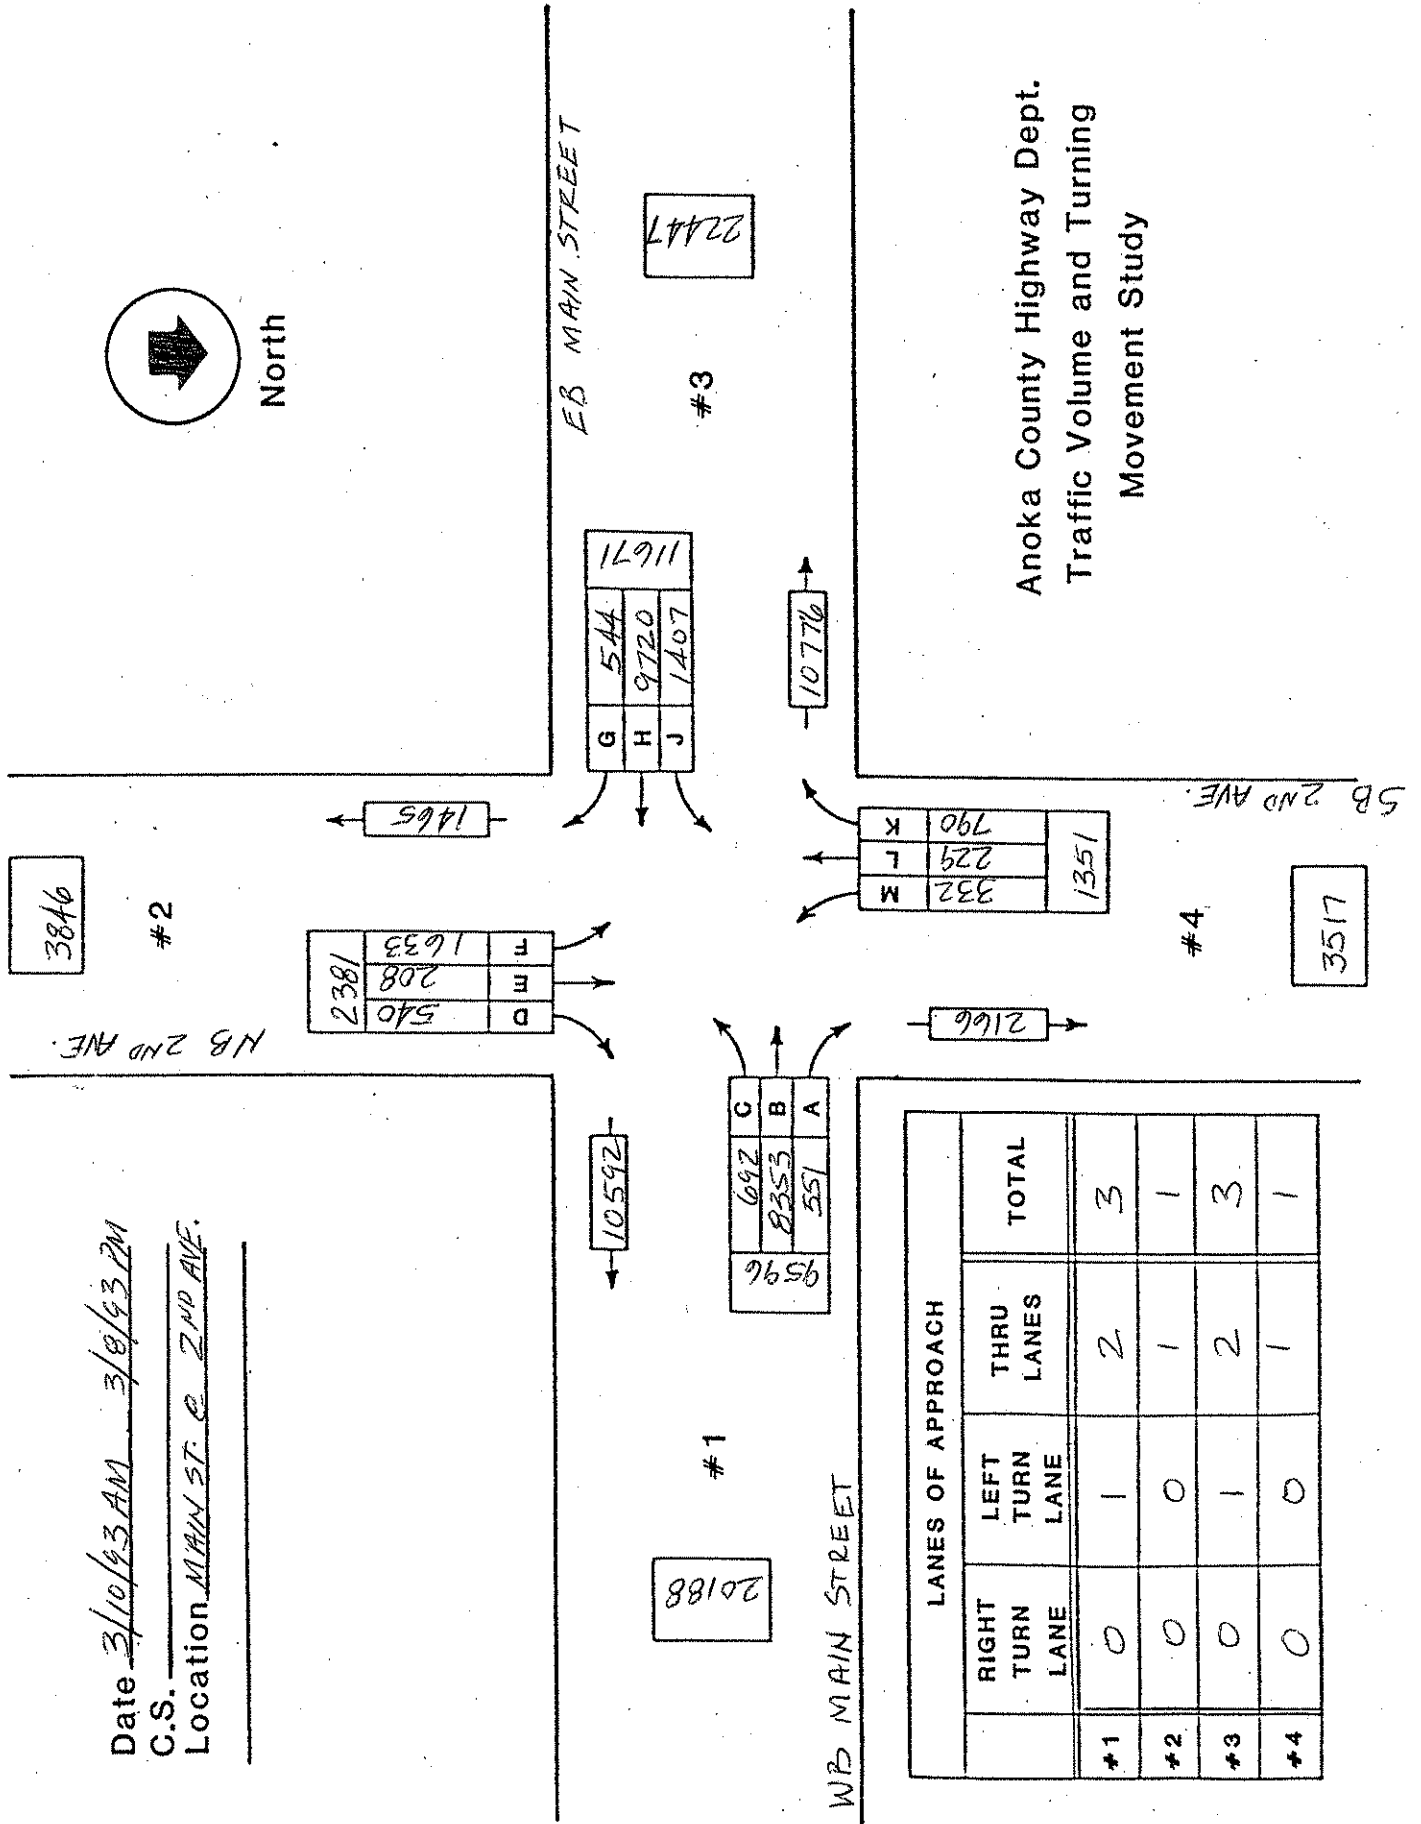 Date 3/10/93 AM 3/8/93 PM
C.S.
Location MAIN ST. @ 2ND AVE.
North
NB 2ND AVE.
3846
#2
2381
540 208 1633
D E F
1465
10592
EB MAIN STREET
G 544
H 9720
J 1407
11671
#3
22447
#1
20188
9596
692 C
8353 B
551 A
WB MAIN STREET
10776
2166
M L K
332 229 790
1351
#4
3517
SB 2ND AVE.
LANES OF APPROACH
RIGHT TURN LANE LEFT TURN LANE THRU LANES TOTAL
#1 0 1 2 3
#2 0 0 1 1
#3 0 1 2 3
#4 0 0 1 1
Anoka County Highway Dept.
Traffic Volume and Turning
Movement Study